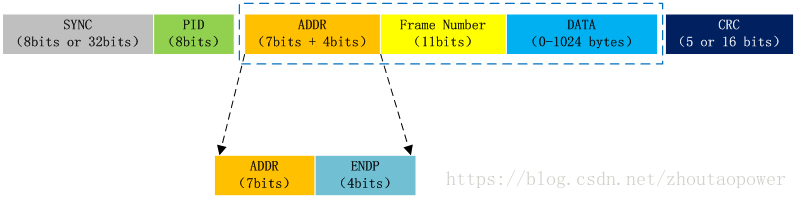 SYNC
(8bits or 32bits)
PID
(8bits)
ADDR
(7bits + 4bits)
Frame Number
(11bits)
DATA
(0-1024 bytes)
CRC
(5 or 16 bits)
ADDR
(7bits)
ENDP
(4bits)
https://blog.csdn.net/zhoutaopower